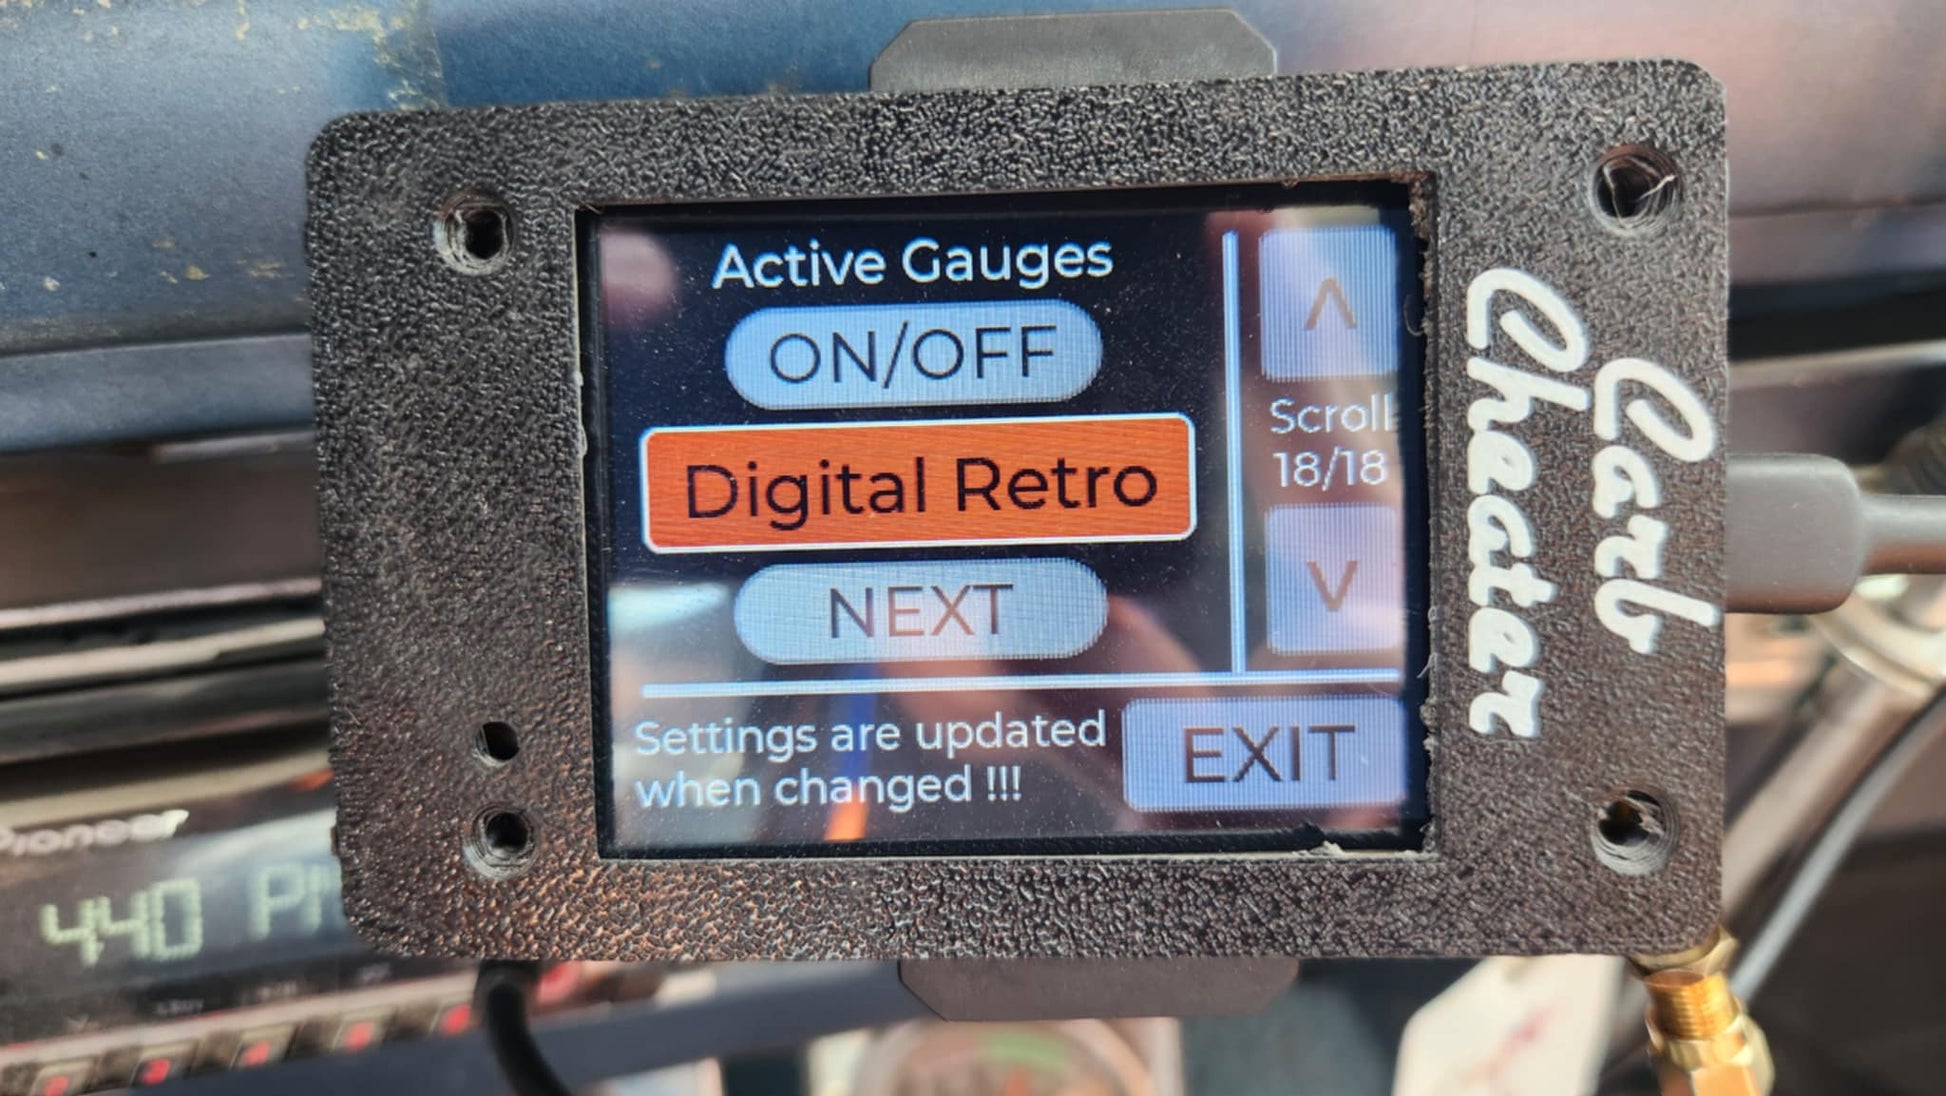 Active Gauges
ON/OFF
Digital Retro
NEXT
Settings are updated
when changed !!!
EXIT
Λ
Scroll
18/18
V
Carb
Cheater
Pioneer
440 P